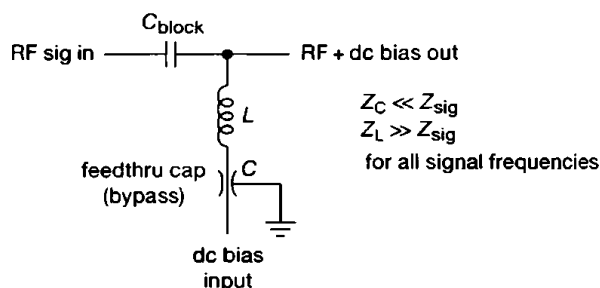 C_block
RF sig in
RF + dc bias out
L
Z_C ≪ Z_sig
Z_L ≫ Z_sig
for all signal frequencies
feedthru cap
(bypass)
C
dc bias
input